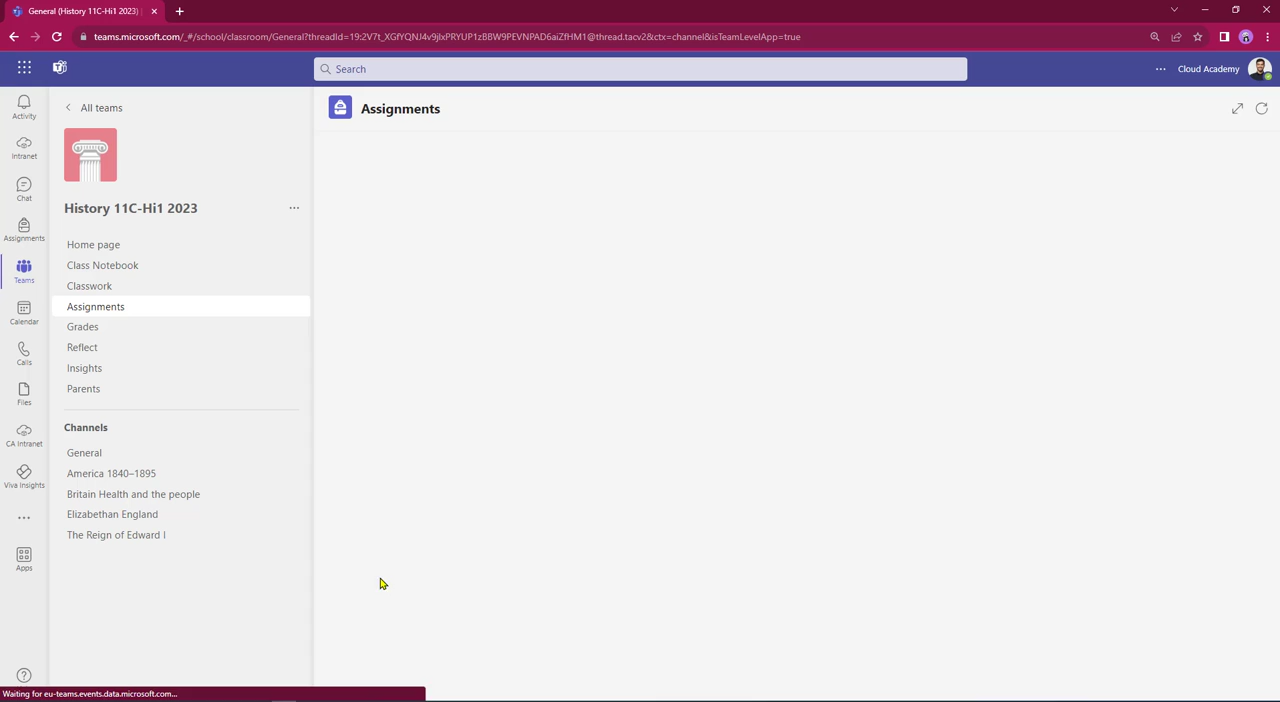 General (History 11C-Hi1 2023) |
teams.microsoft.com/_#/school/classroom/General?threadId=19:2V7t_XGfYQNJ4v9jlxPRYUP1zBBW9PEVNPAD6aiZfHM1@thread.tacv2&ctx=channel&isTeamLevelApp=true
Search
Cloud Academy
Activity
Intranet
Chat
Assignments
Teams
Calendar
Calls
Files
CA Intranet
Viva Insights
Apps
All teams
History 11C-Hi1 2023
Home page
Class Notebook
Classwork
Assignments
Grades
Reflect
Insights
Parents
Channels
General
America 1840–1895
Britain Health and the people
Elizabethan England
The Reign of Edward I
Assignments
Waiting for eu-teams.events.data.microsoft.com...